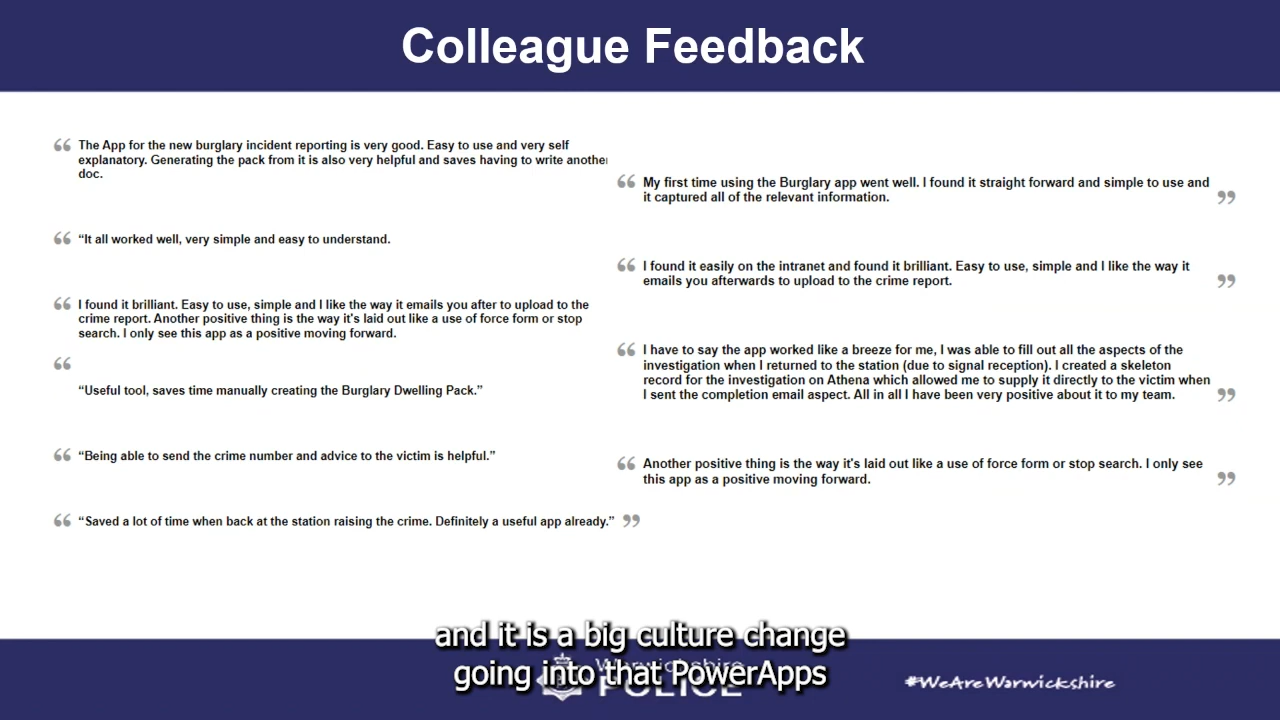 Colleague Feedback
“ The App for the new burglary incident reporting is very good. Easy to use and very self
explanatory. Generating the pack from it is also very helpful and saves having to write another
doc.
“ “It all worked well, very simple and easy to understand.
“ I found it brilliant. Easy to use, simple and I like the way it emails you after to upload to the
crime report. Another positive thing is the way it's laid out like a use of force form or stop
search. I only see this app as a positive moving forward.
“
“Useful tool, saves time manually creating the Burglary Dwelling Pack.”
“ “Being able to send the crime number and advice to the victim is helpful.”
“ “Saved a lot of time when back at the station raising the crime. Definitely a useful app already.” ”
“ My first time using the Burglary app went well. I found it straight forward and simple to use and
it captured all of the relevant information. ”
“ I found it easily on the intranet and found it brilliant. Easy to use, simple and I like the way it
emails you afterwards to upload to the crime report. ”
“ I have to say the app worked like a breeze for me, I was able to fill out all the aspects of the
investigation when I returned to the station (due to signal reception). I created a skeleton
record for the investigation on Athena which allowed me to supply it directly to the victim when
I sent the completion email aspect. All in all I have been very positive about it to my team. ”
“ Another positive thing is the way it's laid out like a use of force form or stop search. I only see
this app as a positive moving forward. ”
and it is a big culture change
going into that PowerApps
Warwickshire
POLICE
#WeAreWarwickshire